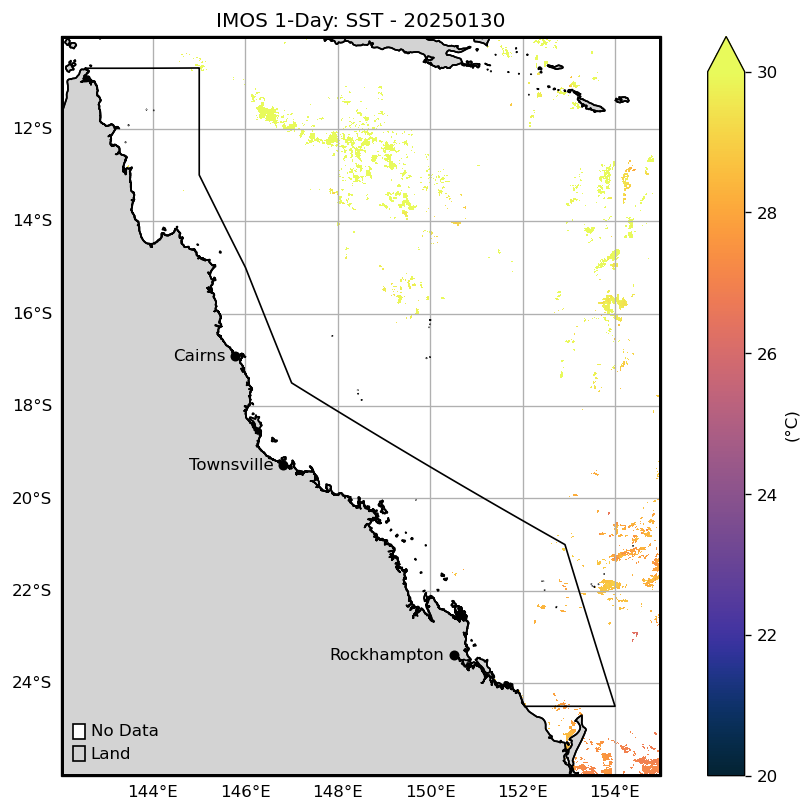 IMOS 1-Day: SST - 20250130
12°S
14°S
16°S
18°S
20°S
22°S
24°S
Cairns
Townsville
Rockhampton
No Data
Land
144°E 146°E 148°E 150°E 152°E 154°E
30
28
26
24
22
20
(°C)